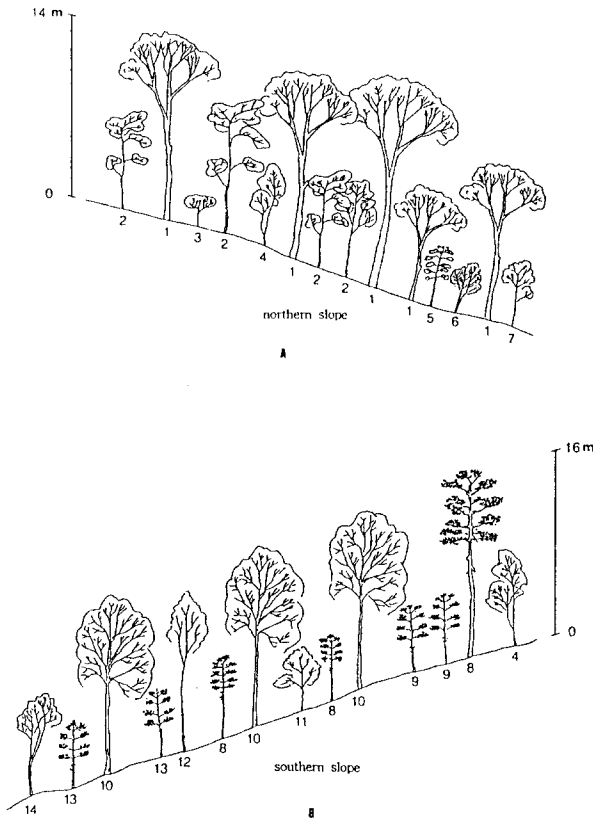 14 m
0
2 1 3 2 4 1 2 2 1 1 5 6 1 7
northern slope
A
16 m
0
14 13 10 13 12 8 10 11 8 10 9 9 8 4
southern slope
B